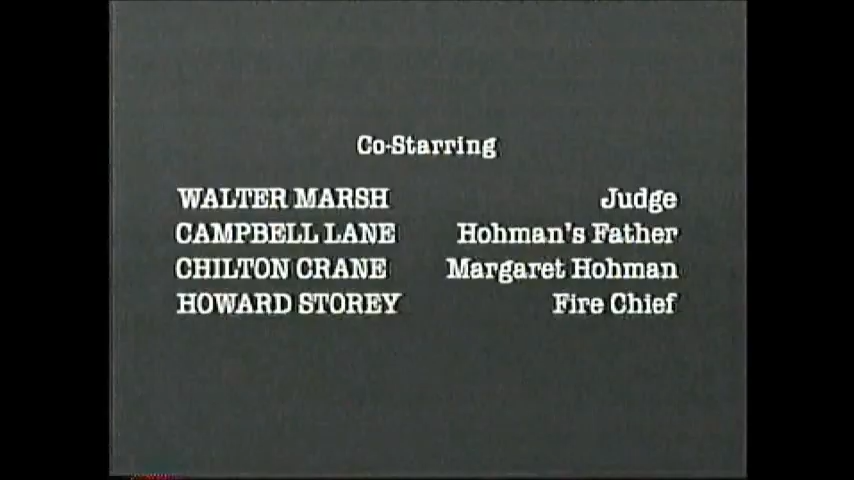 Co-Starring
WALTER MARSH Judge
CAMPBELL LANE Hohman's Father
CHILTON CRANE Margaret Hohman
HOWARD STOREY Fire Chief